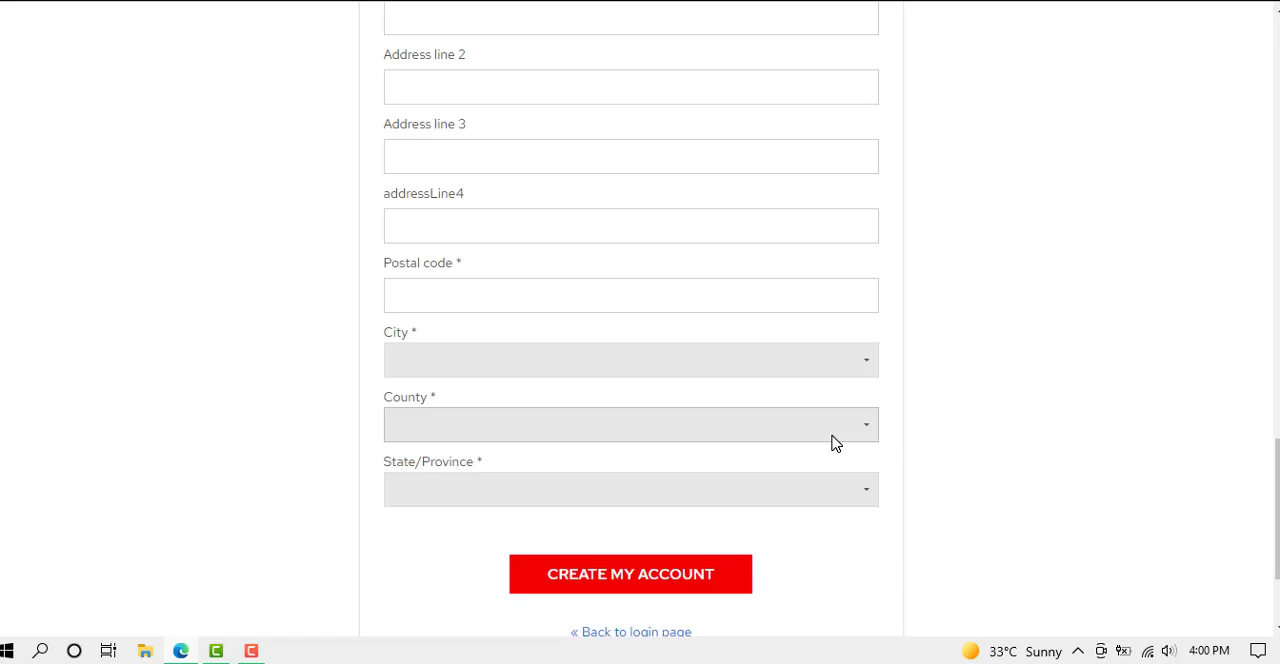 Address line 2
Address line 3
addressLine4
Postal code *
City *
County *
State/Province *
CREATE MY ACCOUNT
« Back to login page
33°C Sunny
4:00 PM